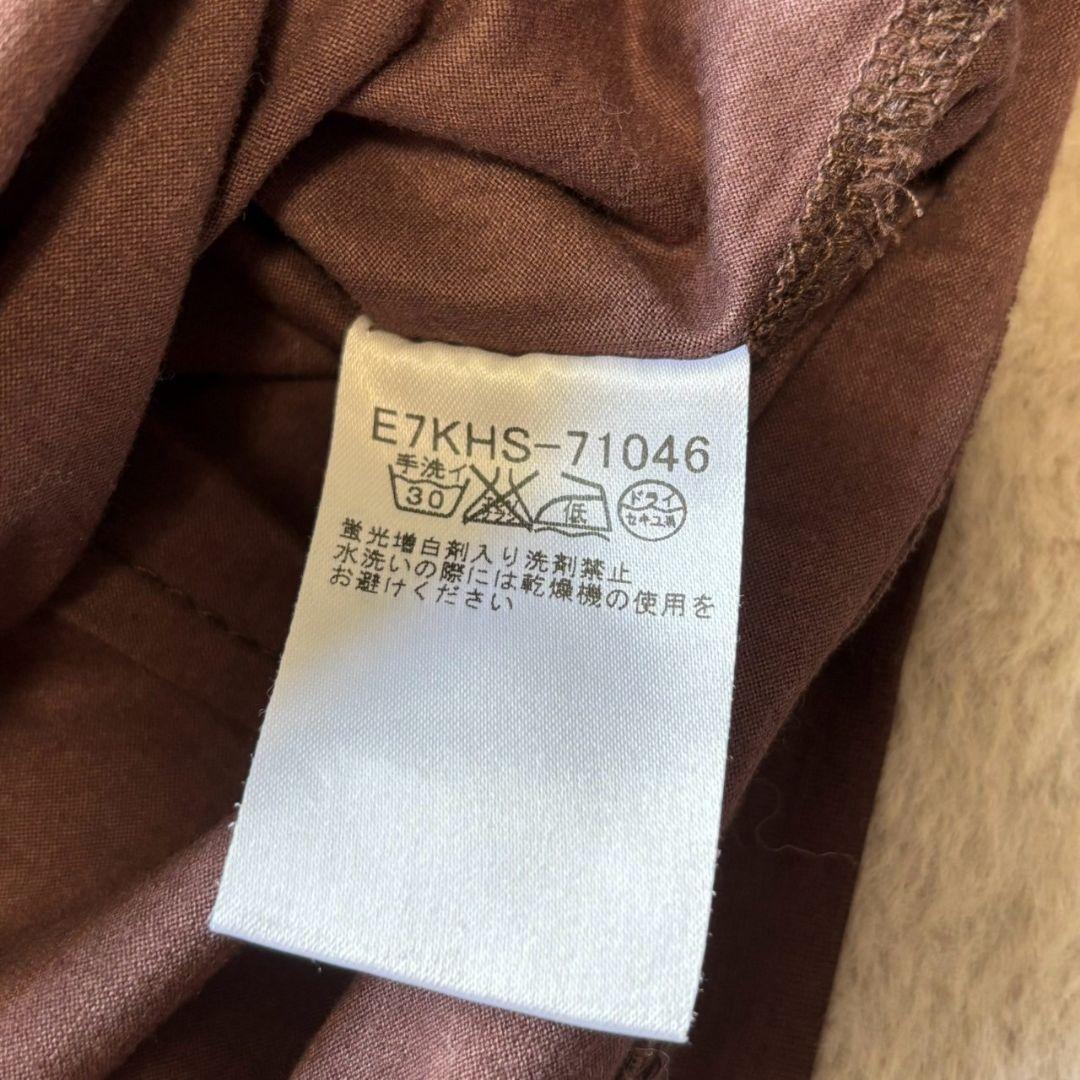 E7KHS-71046
手洗イ
30 低 ドライ
セキユ系
蛍光増白剤入り洗剤禁止
水洗いの際には乾燥機の使用を
お避けください